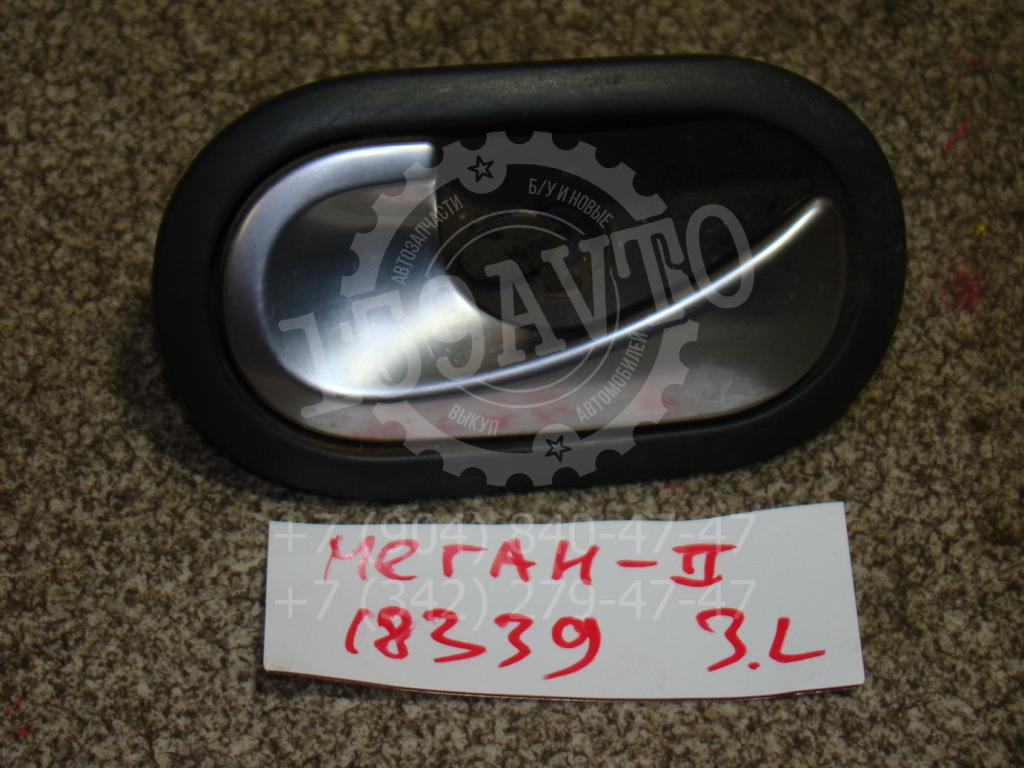 Б/У И НОВЫЕ
АВТОЗАПЧАСТИ
159AVTO
ВЫКУП
АВТОМОБИЛЕЙ
+7 (904) 840-47-47
МЕГАН-II
+7 (342) 279-47-47
18339 З.L